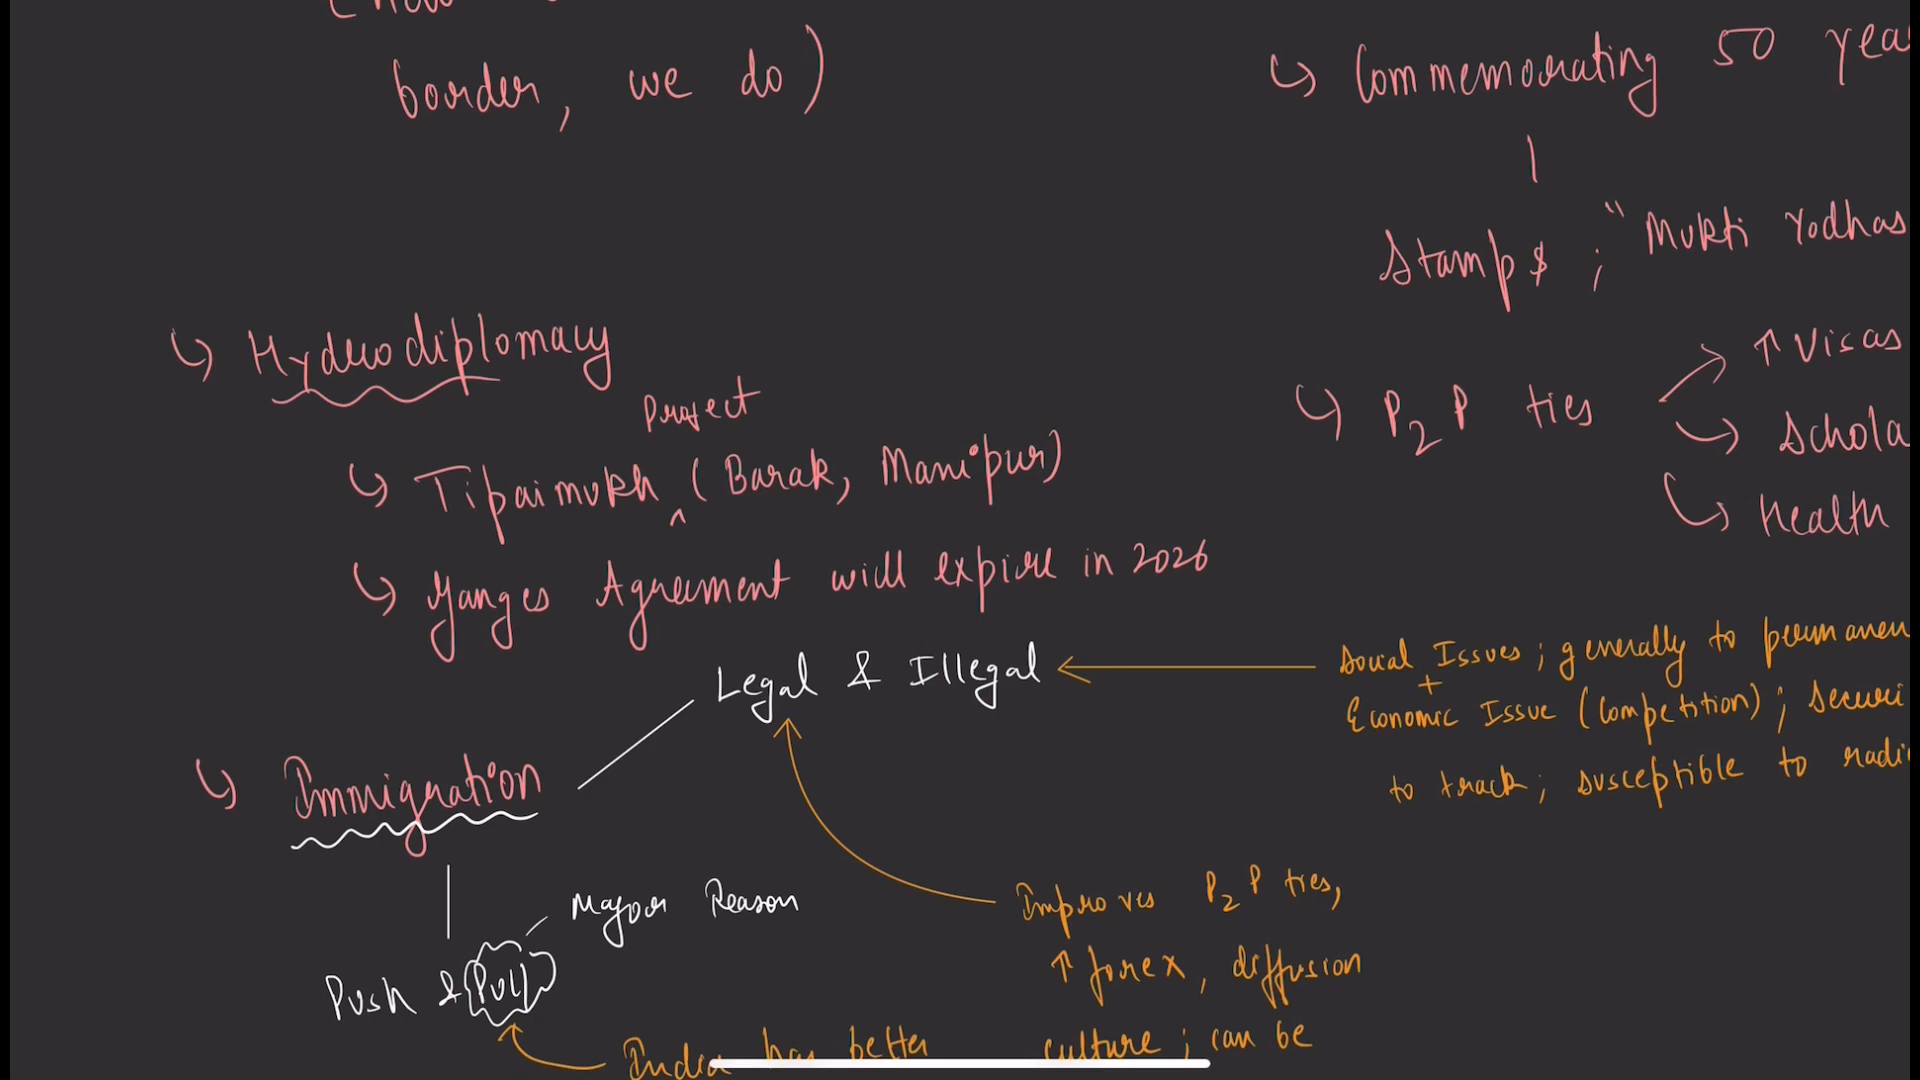 border, we do)
↳ Commemorating 50 yea
Stamps ; "Mukti Yodhas
↳ Hydrodiplomacy
Project
↳ Tipaimukh ^ (Barak, Manipur)
↳ Ganges Agreement will expire in 2026
↳ P2P ties
↑ Visas
Schola
Health
Legal & Illegal
Social Issues ; generally to permanen
+
Economic Issue (Competition) ; Securi
to track ; susceptible to radi
↳ Immigration
Major Reason
Push & Pull
Improves P2P ties,
↑ forex, diffusion
culture ; can be
India has better